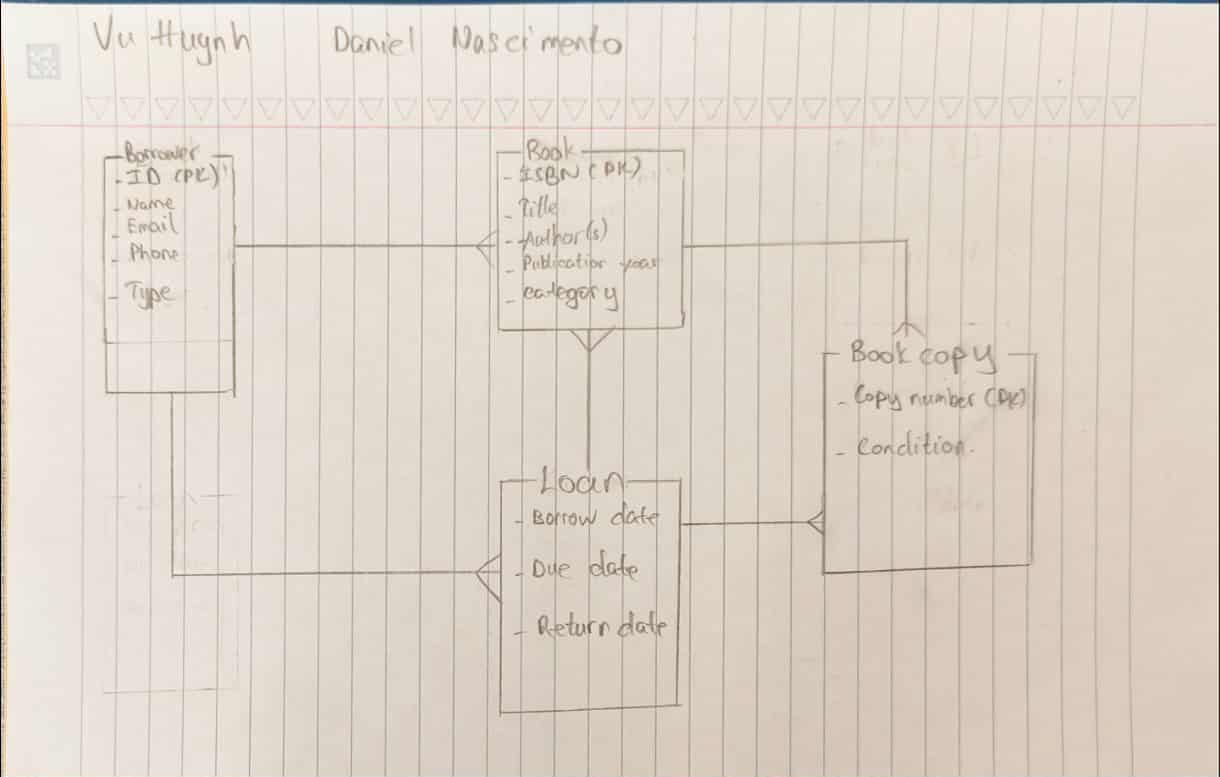 Vu Huynh Daniel Nascimento
Borrower
- ID (PK)
- Name
- Email
- Phone
- Type
Book
- ISBN (PK)
- Title
- Author(s)
- Publication year
- category
Book copy
- Copy number (PK)
- Condition.
Loan
- Borrow date
- Due date
- Return date